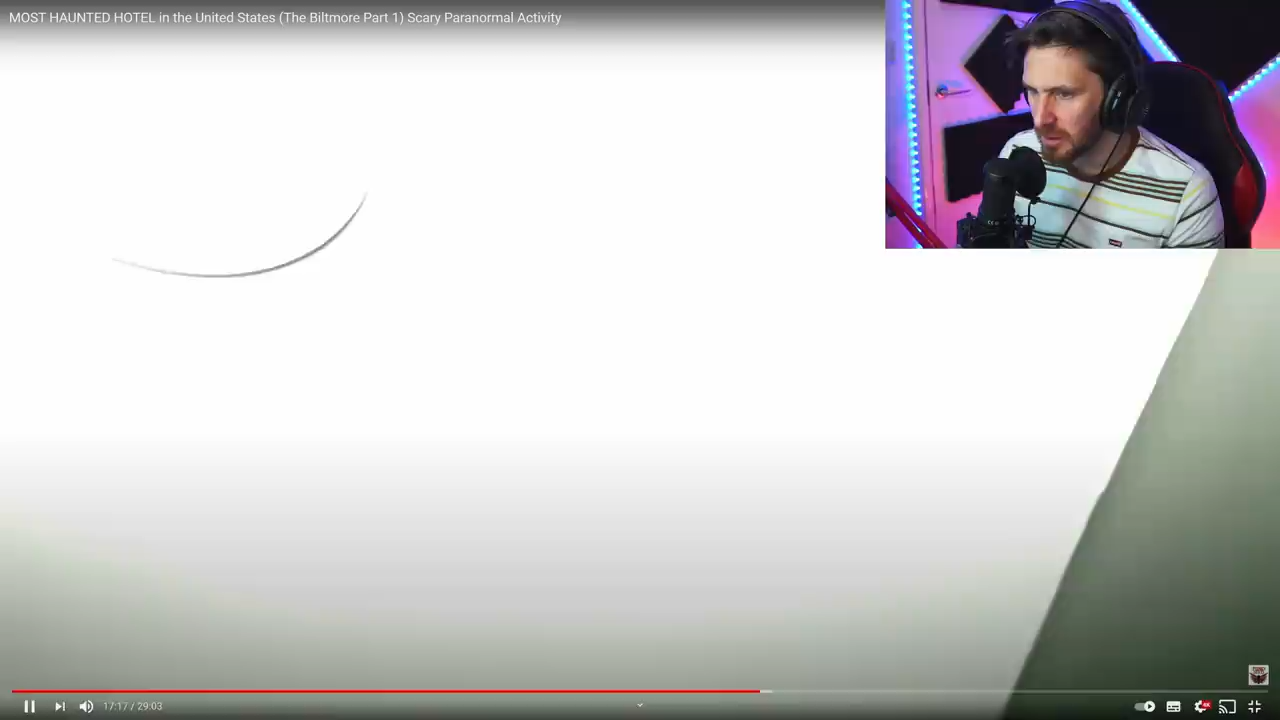 MOST HAUNTED HOTEL in the United States (The Biltmore Part 1) Scary Paranormal Activity
17:17 / 29:03